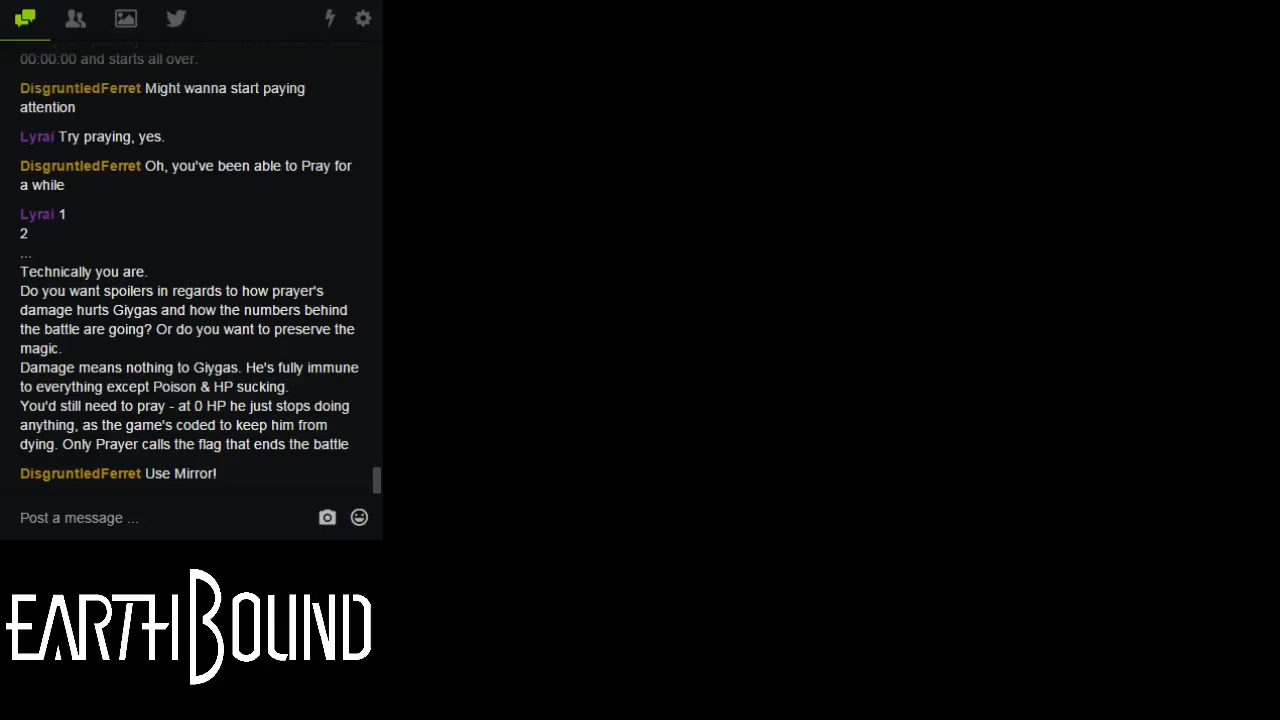 00:00:00 and starts all over.
DisgruntledFerret Might wanna start paying
attention
Lyrai Try praying, yes.
DisgruntledFerret Oh, you've been able to Pray for
a while
Lyrai 1
2
...
Technically you are.
Do you want spoilers in regards to how prayer's
damage hurts Giygas and how the numbers behind
the battle are going? Or do you want to preserve the
magic.
Damage means nothing to Giygas. He's fully immune
to everything except Poison & HP sucking.
You'd still need to pray - at 0 HP he just stops doing
anything, as the game's coded to keep him from
dying. Only Prayer calls the flag that ends the battle
DisgruntledFerret Use Mirror!
Post a message ...
EARTHBOUND